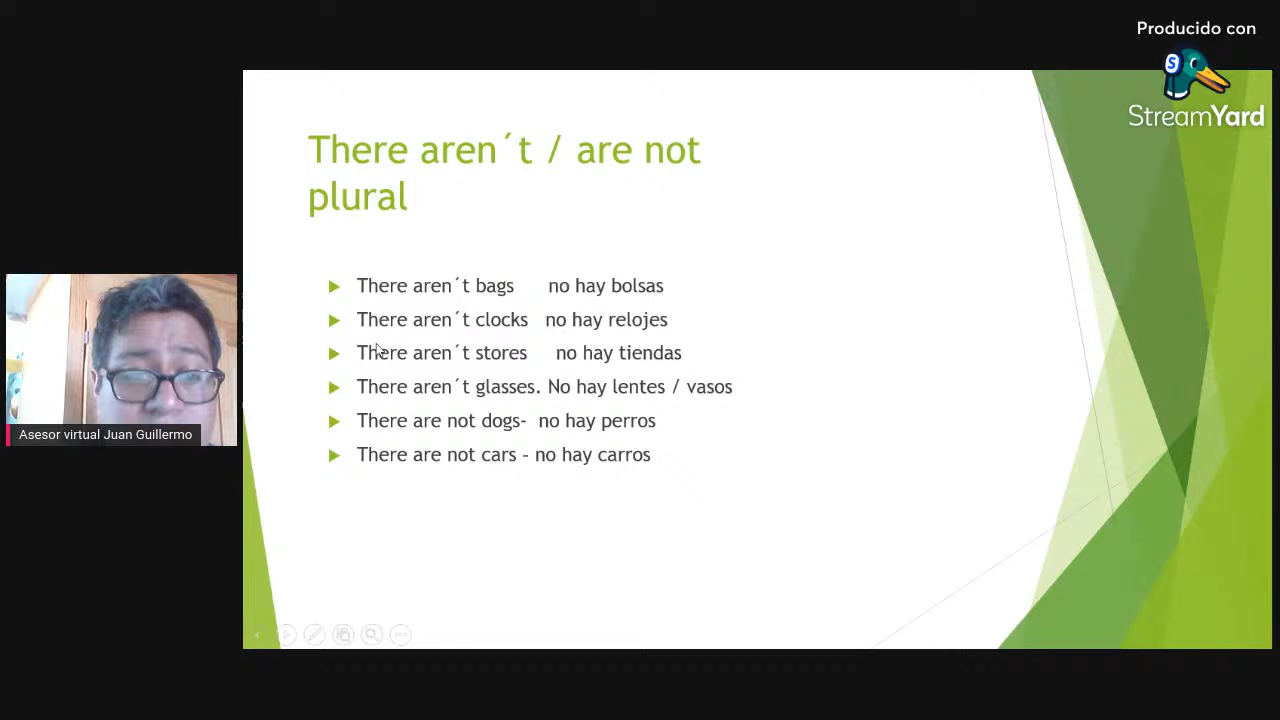 Producido con
StreamYard
There aren´t / are not
plural
There aren´t bags no hay bolsas
There aren´t clocks no hay relojes
There aren´t stores no hay tiendas
There aren´t glasses. No hay lentes / vasos
There are not dogs- no hay perros
There are not cars - no hay carros
Asesor virtual Juan Guillermo